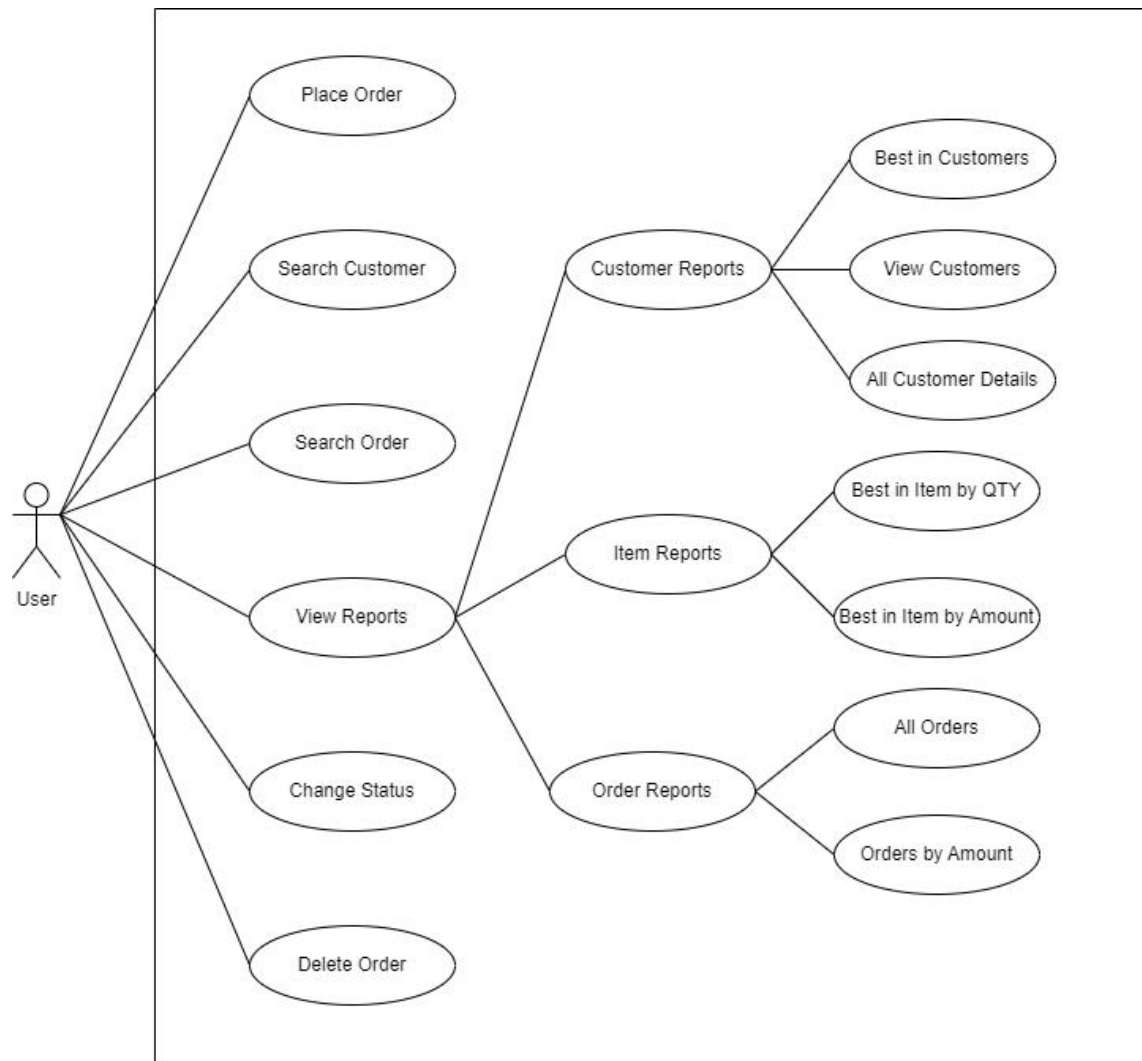 Place Order
Best in Customers
Search Customer
Customer Reports
View Customers
All Customer Details
Search Order
Best in Item by QTY
Item Reports
User
View Reports
Best in Item by Amount
All Orders
Change Status
Order Reports
Orders by Amount
Delete Order